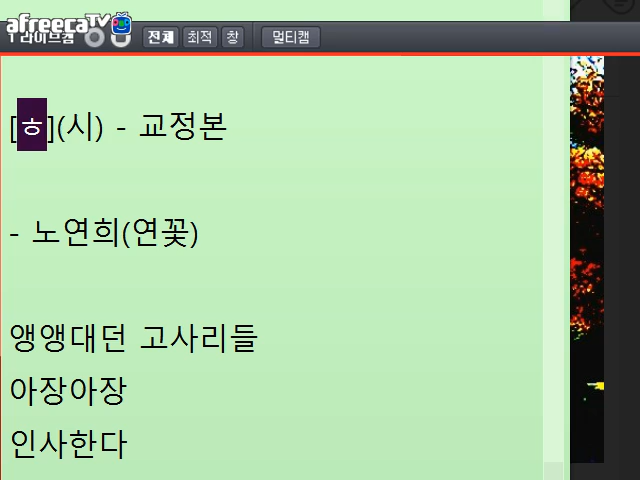 afreecaTV
1 라이브캠 전체 최적 창 멀티캠
[ㅎ](시) - 교정본
- 노연희(연꽃)
앵앵대던 고사리들
아장아장
인사한다